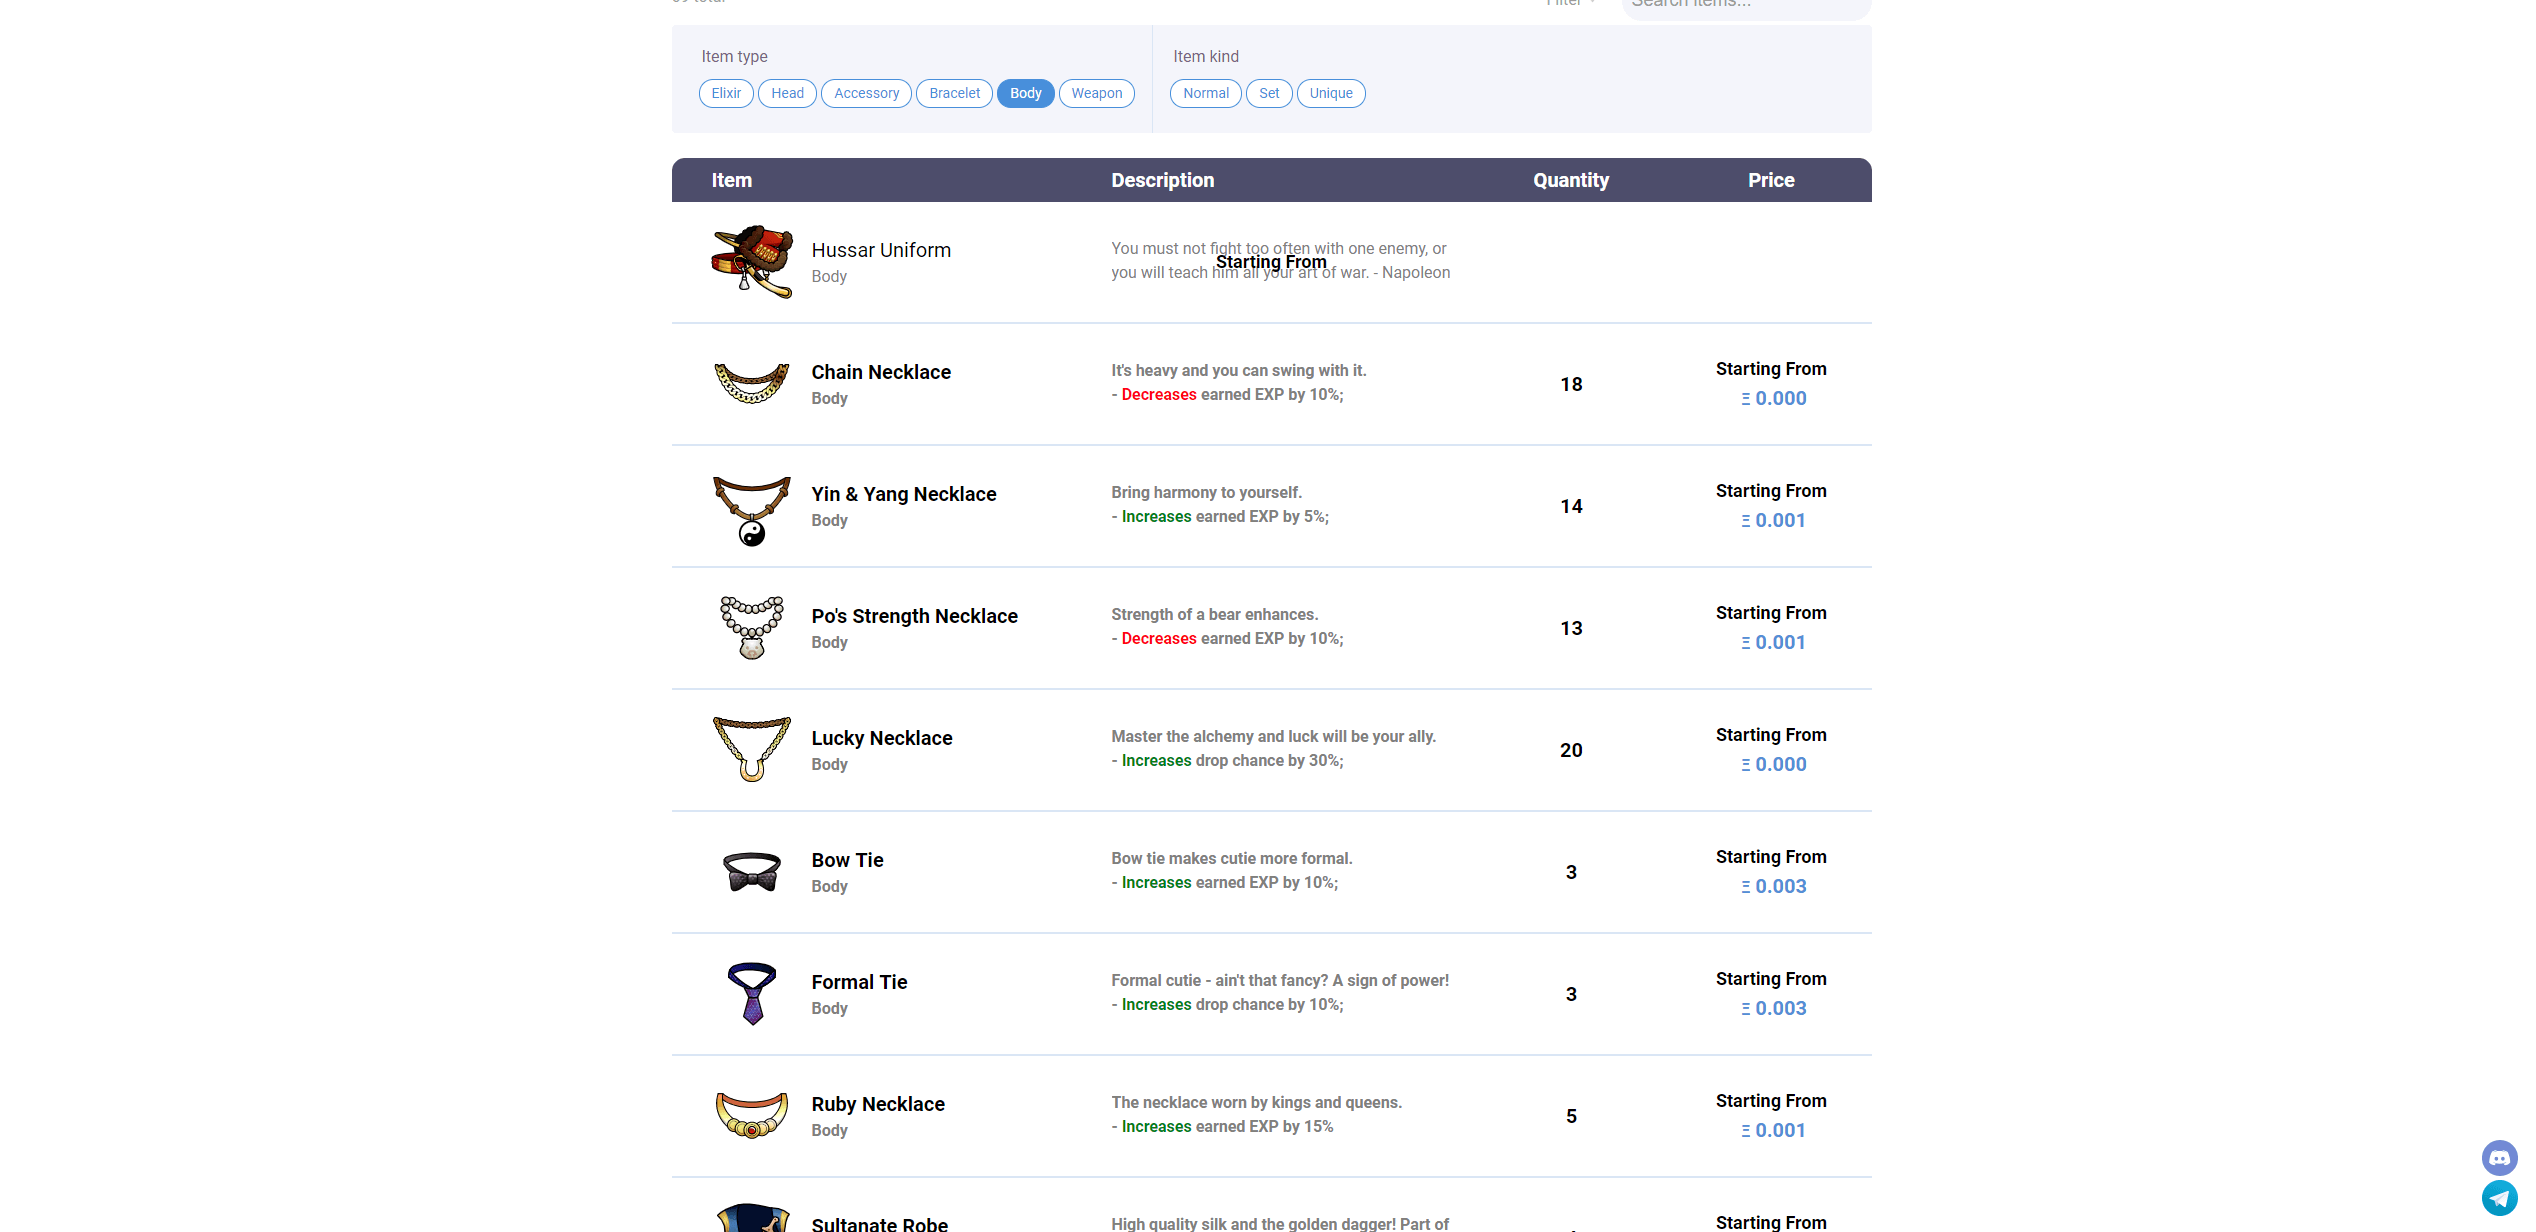 Item type
Item kind
Elixir Head Accessory Bracelet Body Weapon
Normal Set Unique
Item Description Quantity Price
Hussar Uniform
Body
You must not fight too often with one enemy, or
you will teach him all your art of war. - Napoleon
Starting From
Chain Necklace
Body
It's heavy and you can swing with it.
- Decreases earned EXP by 10%;
18
Starting From
Ξ 0.000
Yin & Yang Necklace
Body
Bring harmony to yourself.
- Increases earned EXP by 5%;
14
Starting From
Ξ 0.001
Po's Strength Necklace
Body
Strength of a bear enhances.
- Decreases earned EXP by 10%;
13
Starting From
Ξ 0.001
Lucky Necklace
Body
Master the alchemy and luck will be your ally.
- Increases drop chance by 30%;
20
Starting From
Ξ 0.000
Bow Tie
Body
Bow tie makes cutie more formal.
- Increases earned EXP by 10%;
3
Starting From
Ξ 0.003
Formal Tie
Body
Formal cutie - ain't that fancy? A sign of power!
- Increases drop chance by 10%;
3
Starting From
Ξ 0.003
Ruby Necklace
Body
The necklace worn by kings and queens.
- Increases earned EXP by 15%
5
Starting From
Ξ 0.001
Sultanate Robe
High quality silk and the golden dagger! Part of
Starting From